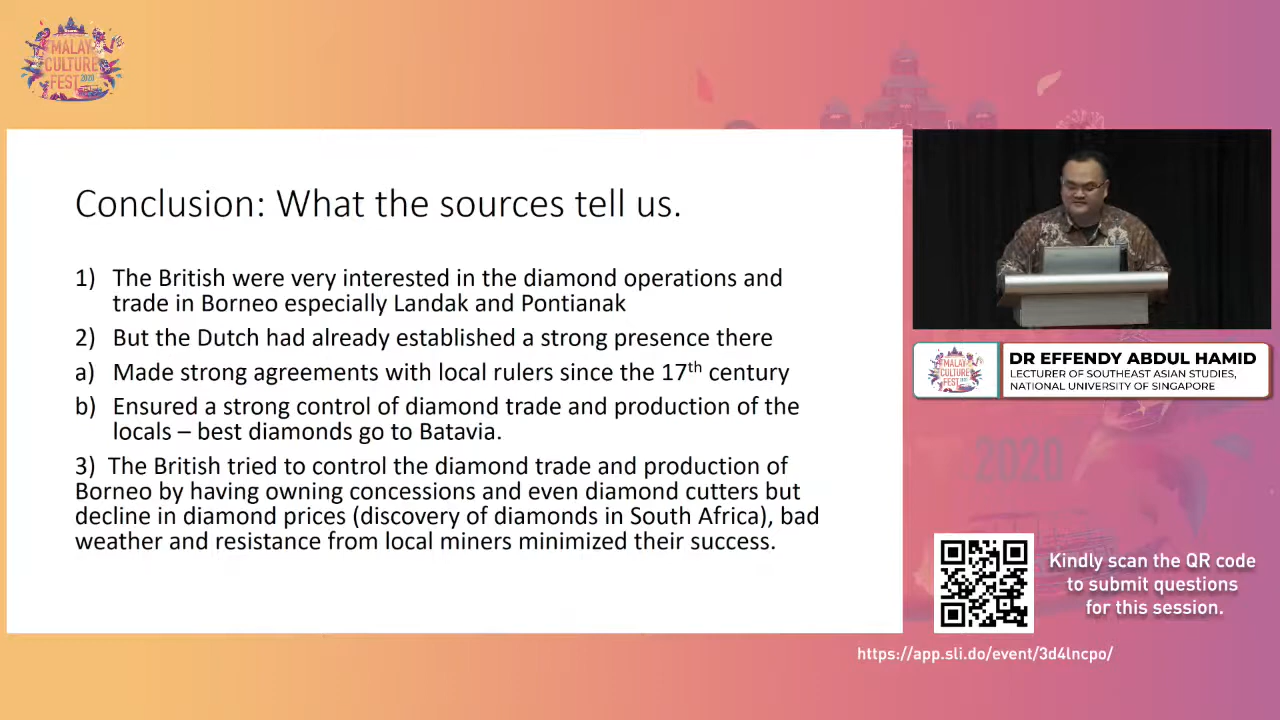 MALAY
CULTURE
FEST 2020
Conclusion: What the sources tell us.
1) The British were very interested in the diamond operations and
trade in Borneo especially Landak and Pontianak
2) But the Dutch had already established a strong presence there
a) Made strong agreements with local rulers since the 17th century
b) Ensured a strong control of diamond trade and production of the
locals – best diamonds go to Batavia.
3) The British tried to control the diamond trade and production of
Borneo by having owning concessions and even diamond cutters but
decline in diamond prices (discovery of diamonds in South Africa), bad
weather and resistance from local miners minimized their success.
MALAY
CULTURE
FEST
DR EFFENDY ABDUL HAMID
LECTURER OF SOUTHEAST ASIAN STUDIES,
NATIONAL UNIVERSITY OF SINGAPORE
2020
Kindly scan the QR code
to submit questions
for this session.
https://app.sli.do/event/3d4lncpo/